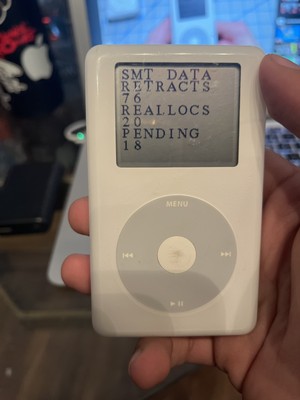 SMT DATA
RETRACTS
76
REALLOCS
20
PENDING
18
MENU